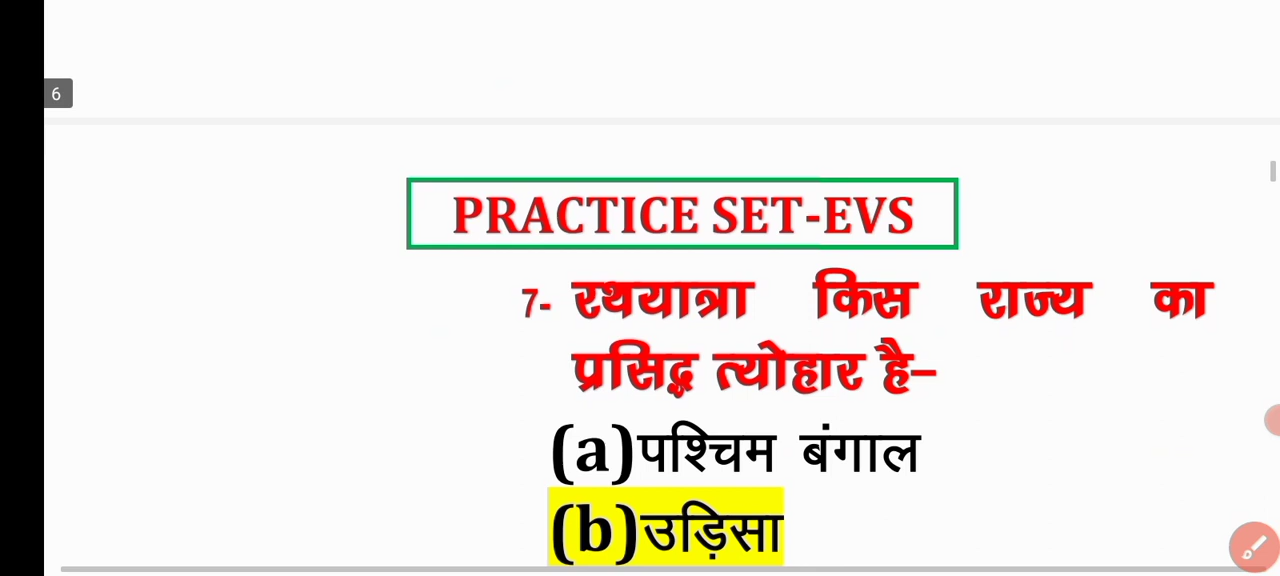 6
PRACTICE SET-EVS
7- रथयात्रा किस राज्य का
प्रसिद्ध त्योहार है–
(a)पश्चिम बंगाल
(b)उड़िसा